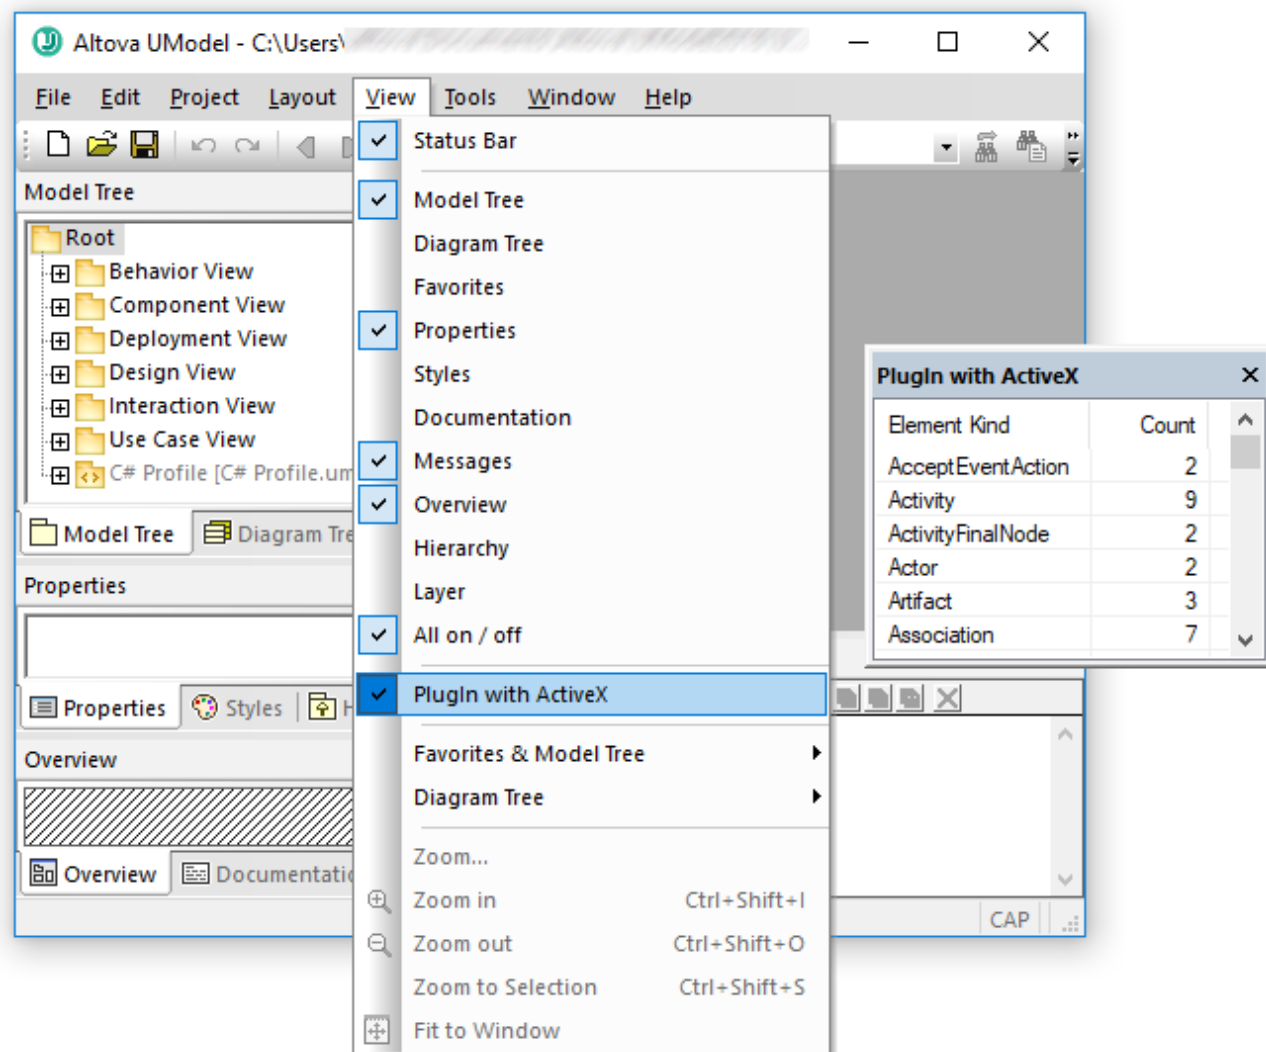 Altova UModel - C:\Users\
File Edit Project Layout View Tools Window Help
Model Tree
Root
Behavior View
Component View
Deployment View
Design View
Interaction View
Use Case View
C# Profile [C# Profile.um
Model Tree Diagram Tre
Properties
Properties Styles H
Overview
Overview Documentatic
Status Bar
Model Tree
Diagram Tree
Favorites
Properties
Styles
Documentation
Messages
Overview
Hierarchy
Layer
All on / off
PlugIn with ActiveX
Favorites & Model Tree
Diagram Tree
Zoom...
Zoom in Ctrl+Shift+I
Zoom out Ctrl+Shift+O
Zoom to Selection Ctrl+Shift+S
Fit to Window
PlugIn with ActiveX
Element Kind Count
AcceptEventAction 2
Activity 9
ActivityFinalNode 2
Actor 2
Artifact 3
Association 7
CAP